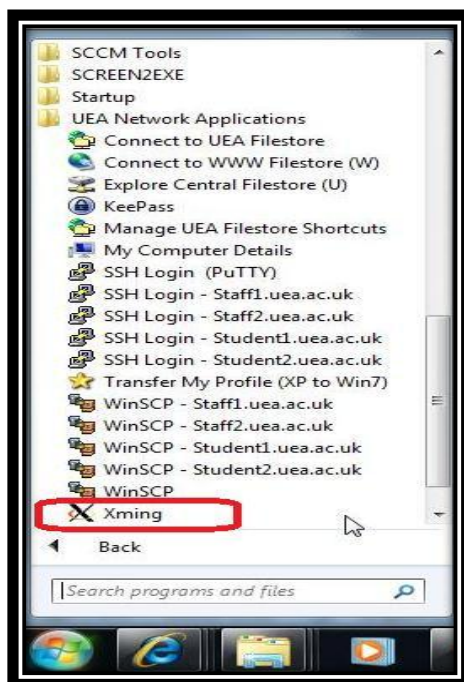 SCCM Tools
SCREEN2EXE
Startup
UEA Network Applications
Connect to UEA Filestore
Connect to WWW Filestore (W)
Explore Central Filestore (U)
KeePass
Manage UEA Filestore Shortcuts
My Computer Details
SSH Login (PuTTY)
SSH Login - Staff1.uea.ac.uk
SSH Login - Staff2.uea.ac.uk
SSH Login - Student1.uea.ac.uk
SSH Login - Student2.uea.ac.uk
Transfer My Profile (XP to Win7)
WinSCP - Staff1.uea.ac.uk
WinSCP - Staff2.uea.ac.uk
WinSCP - Student1.uea.ac.uk
WinSCP - Student2.uea.ac.uk
WinSCP
Xming
Back
Search programs and files